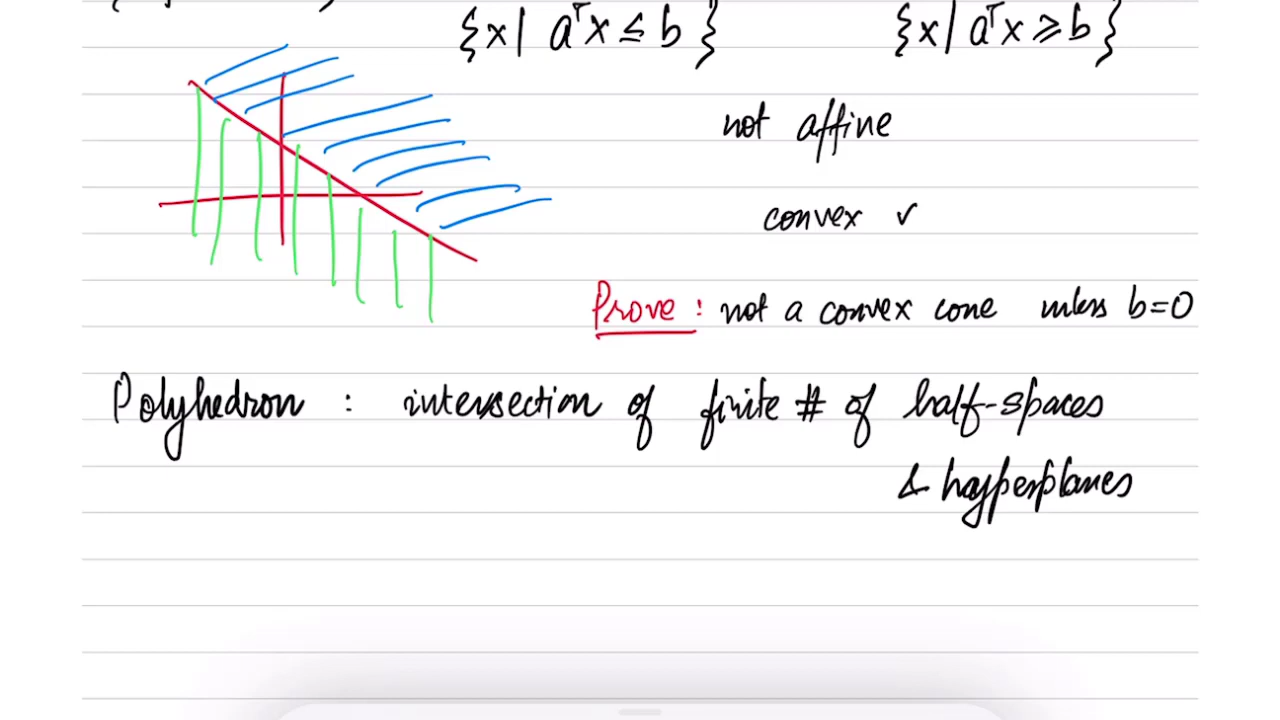 {x| aᵀx ≤ b } {x| aᵀx ≥ b }
not affine
convex ✓
Prove : not a convex cone unless b=0
Polyhedron : intersection of finite # of half-spaces
& hyperplanes